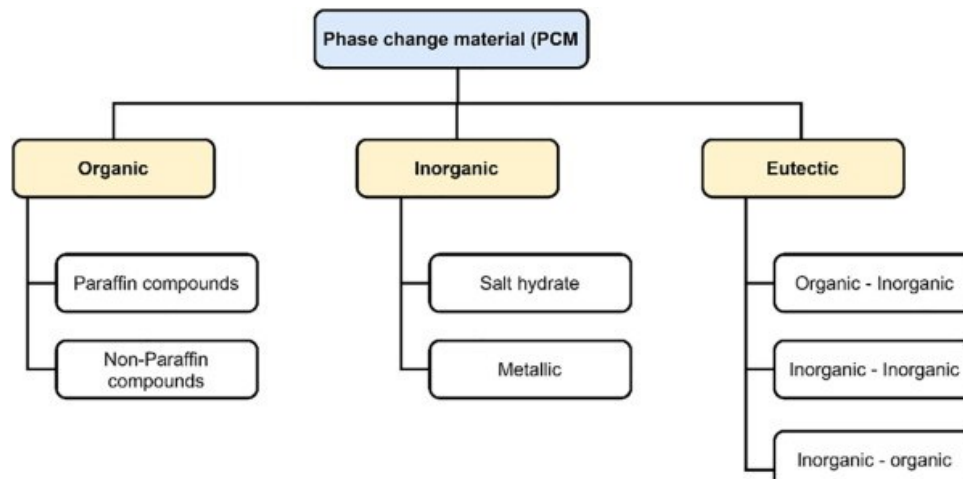 Phase change material (PCM
Organic
Inorganic
Eutectic
Paraffin compounds
Salt hydrate
Organic - Inorganic
Non-Paraffin
compounds
Metallic
Inorganic - Inorganic
Inorganic - organic